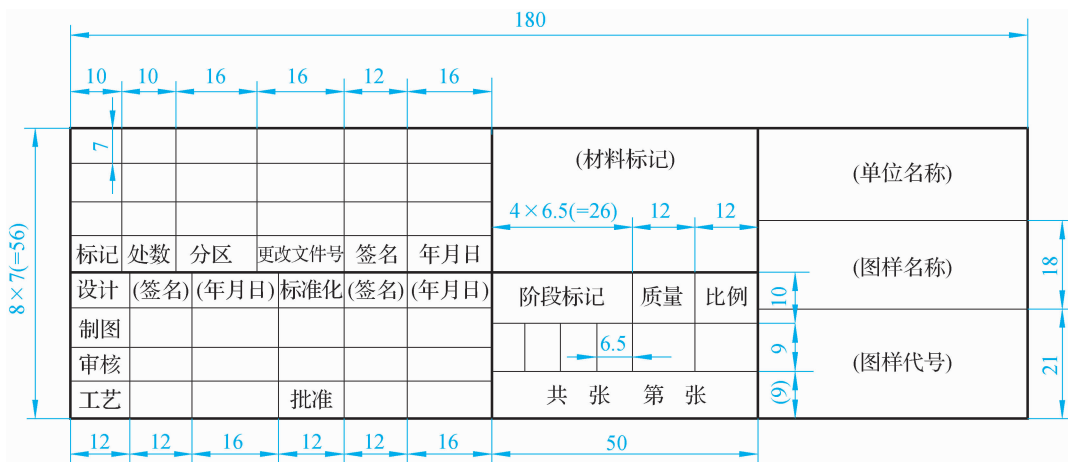 180
10 10 16 16 12 16
7
(材料标记)
(单位名称)
4×6.5(=26) 12 12
8×7(=56)
标记 处数 分区 更改文件号 签名 年月日
(图样名称)
18
设计 (签名) (年月日) 标准化 (签名) (年月日)
阶段标记 质量 比例
10
制图
6.5
9
审核
(图样代号)
21
工艺 批准
共 张 第 张
(9)
12 12 16 12 12 16 50